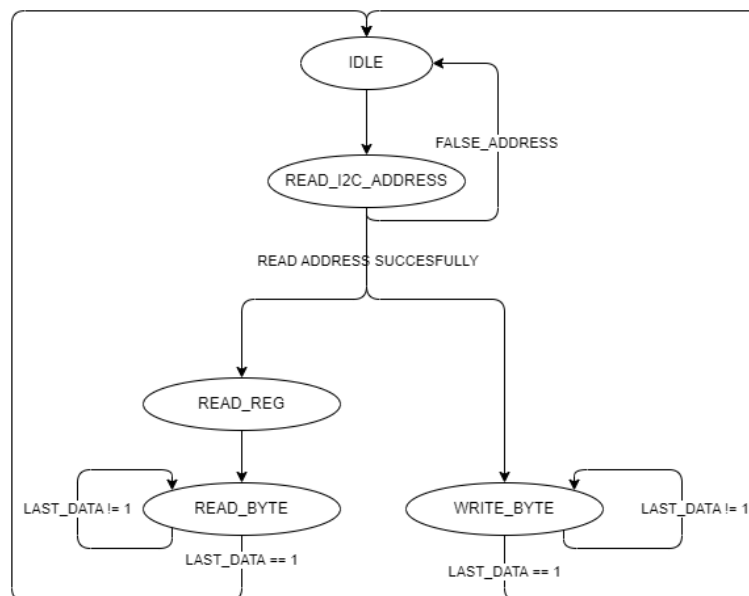 IDLE
FALSE_ADDRESS
READ_I2C_ADDRESS
READ ADDRESS SUCCESFULLY
READ_REG
LAST_DATA != 1
READ_BYTE
WRITE_BYTE
LAST_DATA != 1
LAST_DATA == 1
LAST_DATA == 1